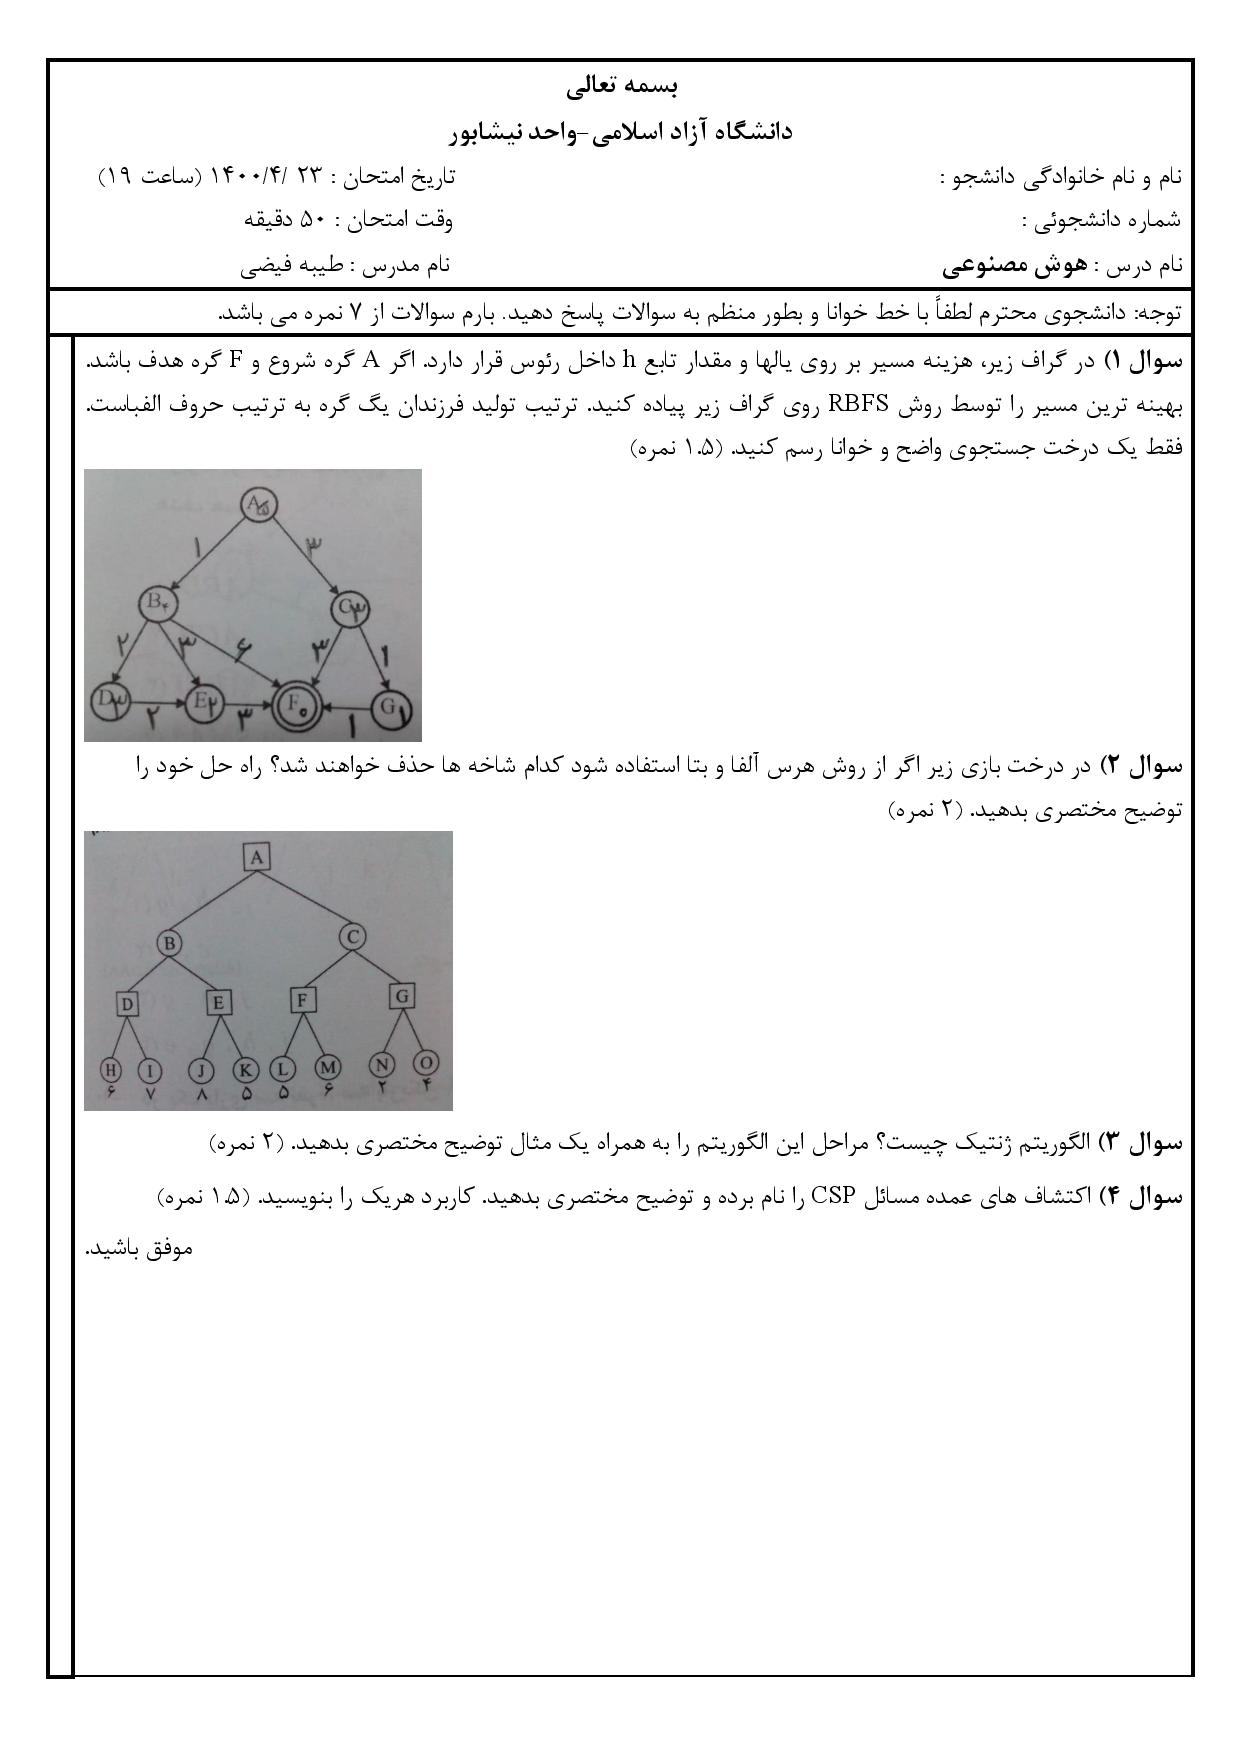 بسمه تعالی
دانشگاه آزاد اسلامی-واحد نیشابور
نام و نام خانوادگی دانشجو : تاریخ امتحان : ۲۳ /۱۴۰۰/۴ (ساعت ۱۹)
شماره دانشجوئی : وقت امتحان : ۵۰ دقیقه
نام درس : هوش مصنوعی نام مدرس : طیبه فیضی
توجه: دانشجوی محترم لطفاً با خط خوانا و بطور منظم به سوالات پاسخ دهید. بارم سوالات از ۷ نمره می باشد.
سوال ۱) در گراف زیر، هزینه مسیر بر روی یالها و مقدار تابع h داخل رئوس قرار دارد. اگر A گره شروع و F گره هدف باشد.
بهینه ترین مسیر را توسط روش RBFS روی گراف زیر پیاده کنید. ترتیب تولید فرزندان یگ گره به ترتیب حروف الفباست.
فقط یک درخت جستجوی واضح و خوانا رسم کنید. (۱.۵ نمره)
A ۵
۱ ۳
B ۴ C ۳
۲ ۳ ۶ ۳ ۱
D ۳ E ۲ F ۰ G ۱
۲ ۳ ۱
سوال ۲) در درخت بازی زیر اگر از روش هرس آلفا و بتا استفاده شود کدام شاخه ها حذف خواهند شد؟ راه حل خود را
توضیح مختصری بدهید. (۲ نمره)
A
B C
D E F G
H I J K L M N O
۶ ۷ ۸ ۵ ۵ ۶ ۲ ۴
سوال ۳) الگوریتم ژنتیک چیست؟ مراحل این الگوریتم را به همراه یک مثال توضیح مختصری بدهید. (۲ نمره)
سوال ۴) اکتشاف های عمده مسائل CSP را نام برده و توضیح مختصری بدهید. کاربرد هریک را بنویسید. (۱.۵ نمره)
موفق باشید.